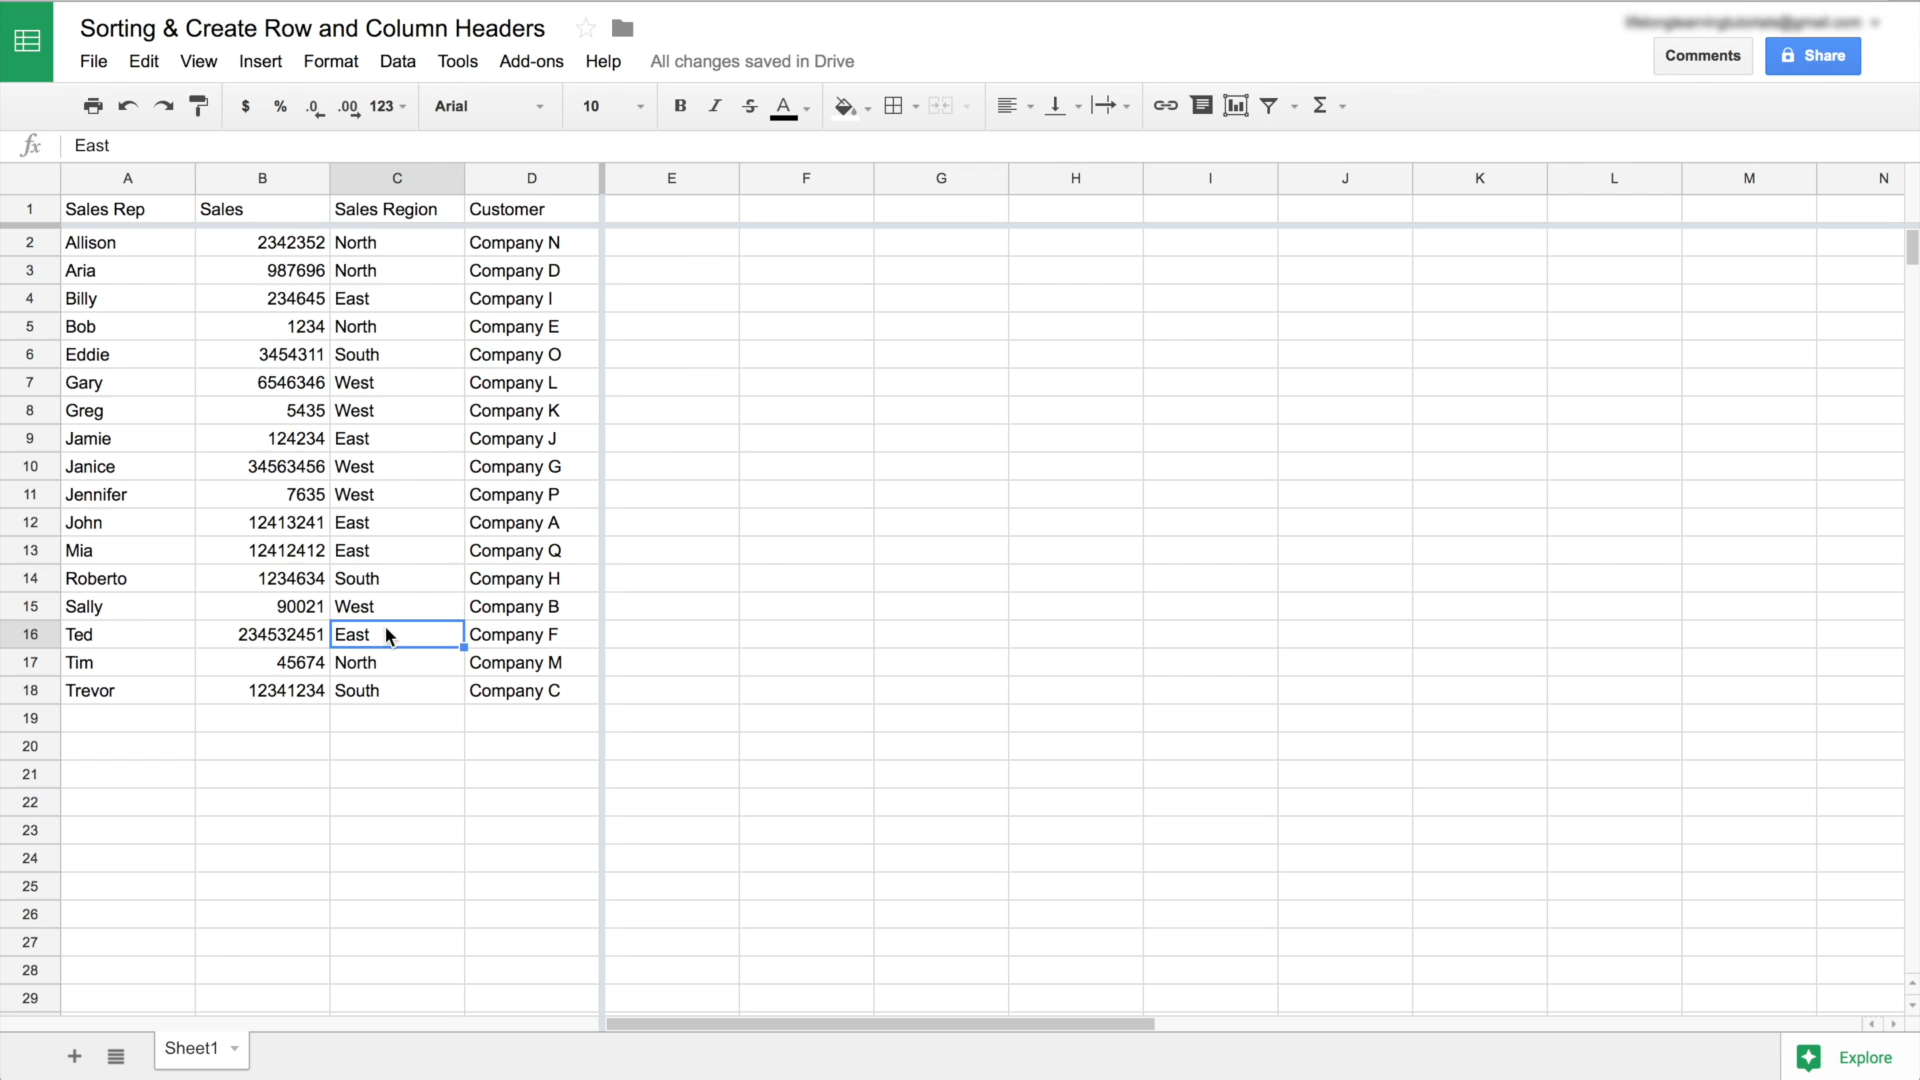 Sorting & Create Row and Column Headers
File Edit View Insert Format Data Tools Add-ons Help All changes saved in Drive
Comments Share
$ % .0 .00 123 Arial 10 B I S A Σ
fx East
A B C D E F G H I J K L M N
1 Sales Rep Sales Sales Region Customer
2 Allison 2342352 North Company N
3 Aria 987696 North Company D
4 Billy 234645 East Company I
5 Bob 1234 North Company E
6 Eddie 3454311 South Company O
7 Gary 6546346 West Company L
8 Greg 5435 West Company K
9 Jamie 124234 East Company J
10 Janice 34563456 West Company G
11 Jennifer 7635 West Company P
12 John 12413241 East Company A
13 Mia 12412412 East Company Q
14 Roberto 1234634 South Company H
15 Sally 90021 West Company B
16 Ted 234532451 East Company F
17 Tim 45674 North Company M
18 Trevor 12341234 South Company C
19
20
21
22
23
24
25
26
27
28
29
Sheet1 Explore